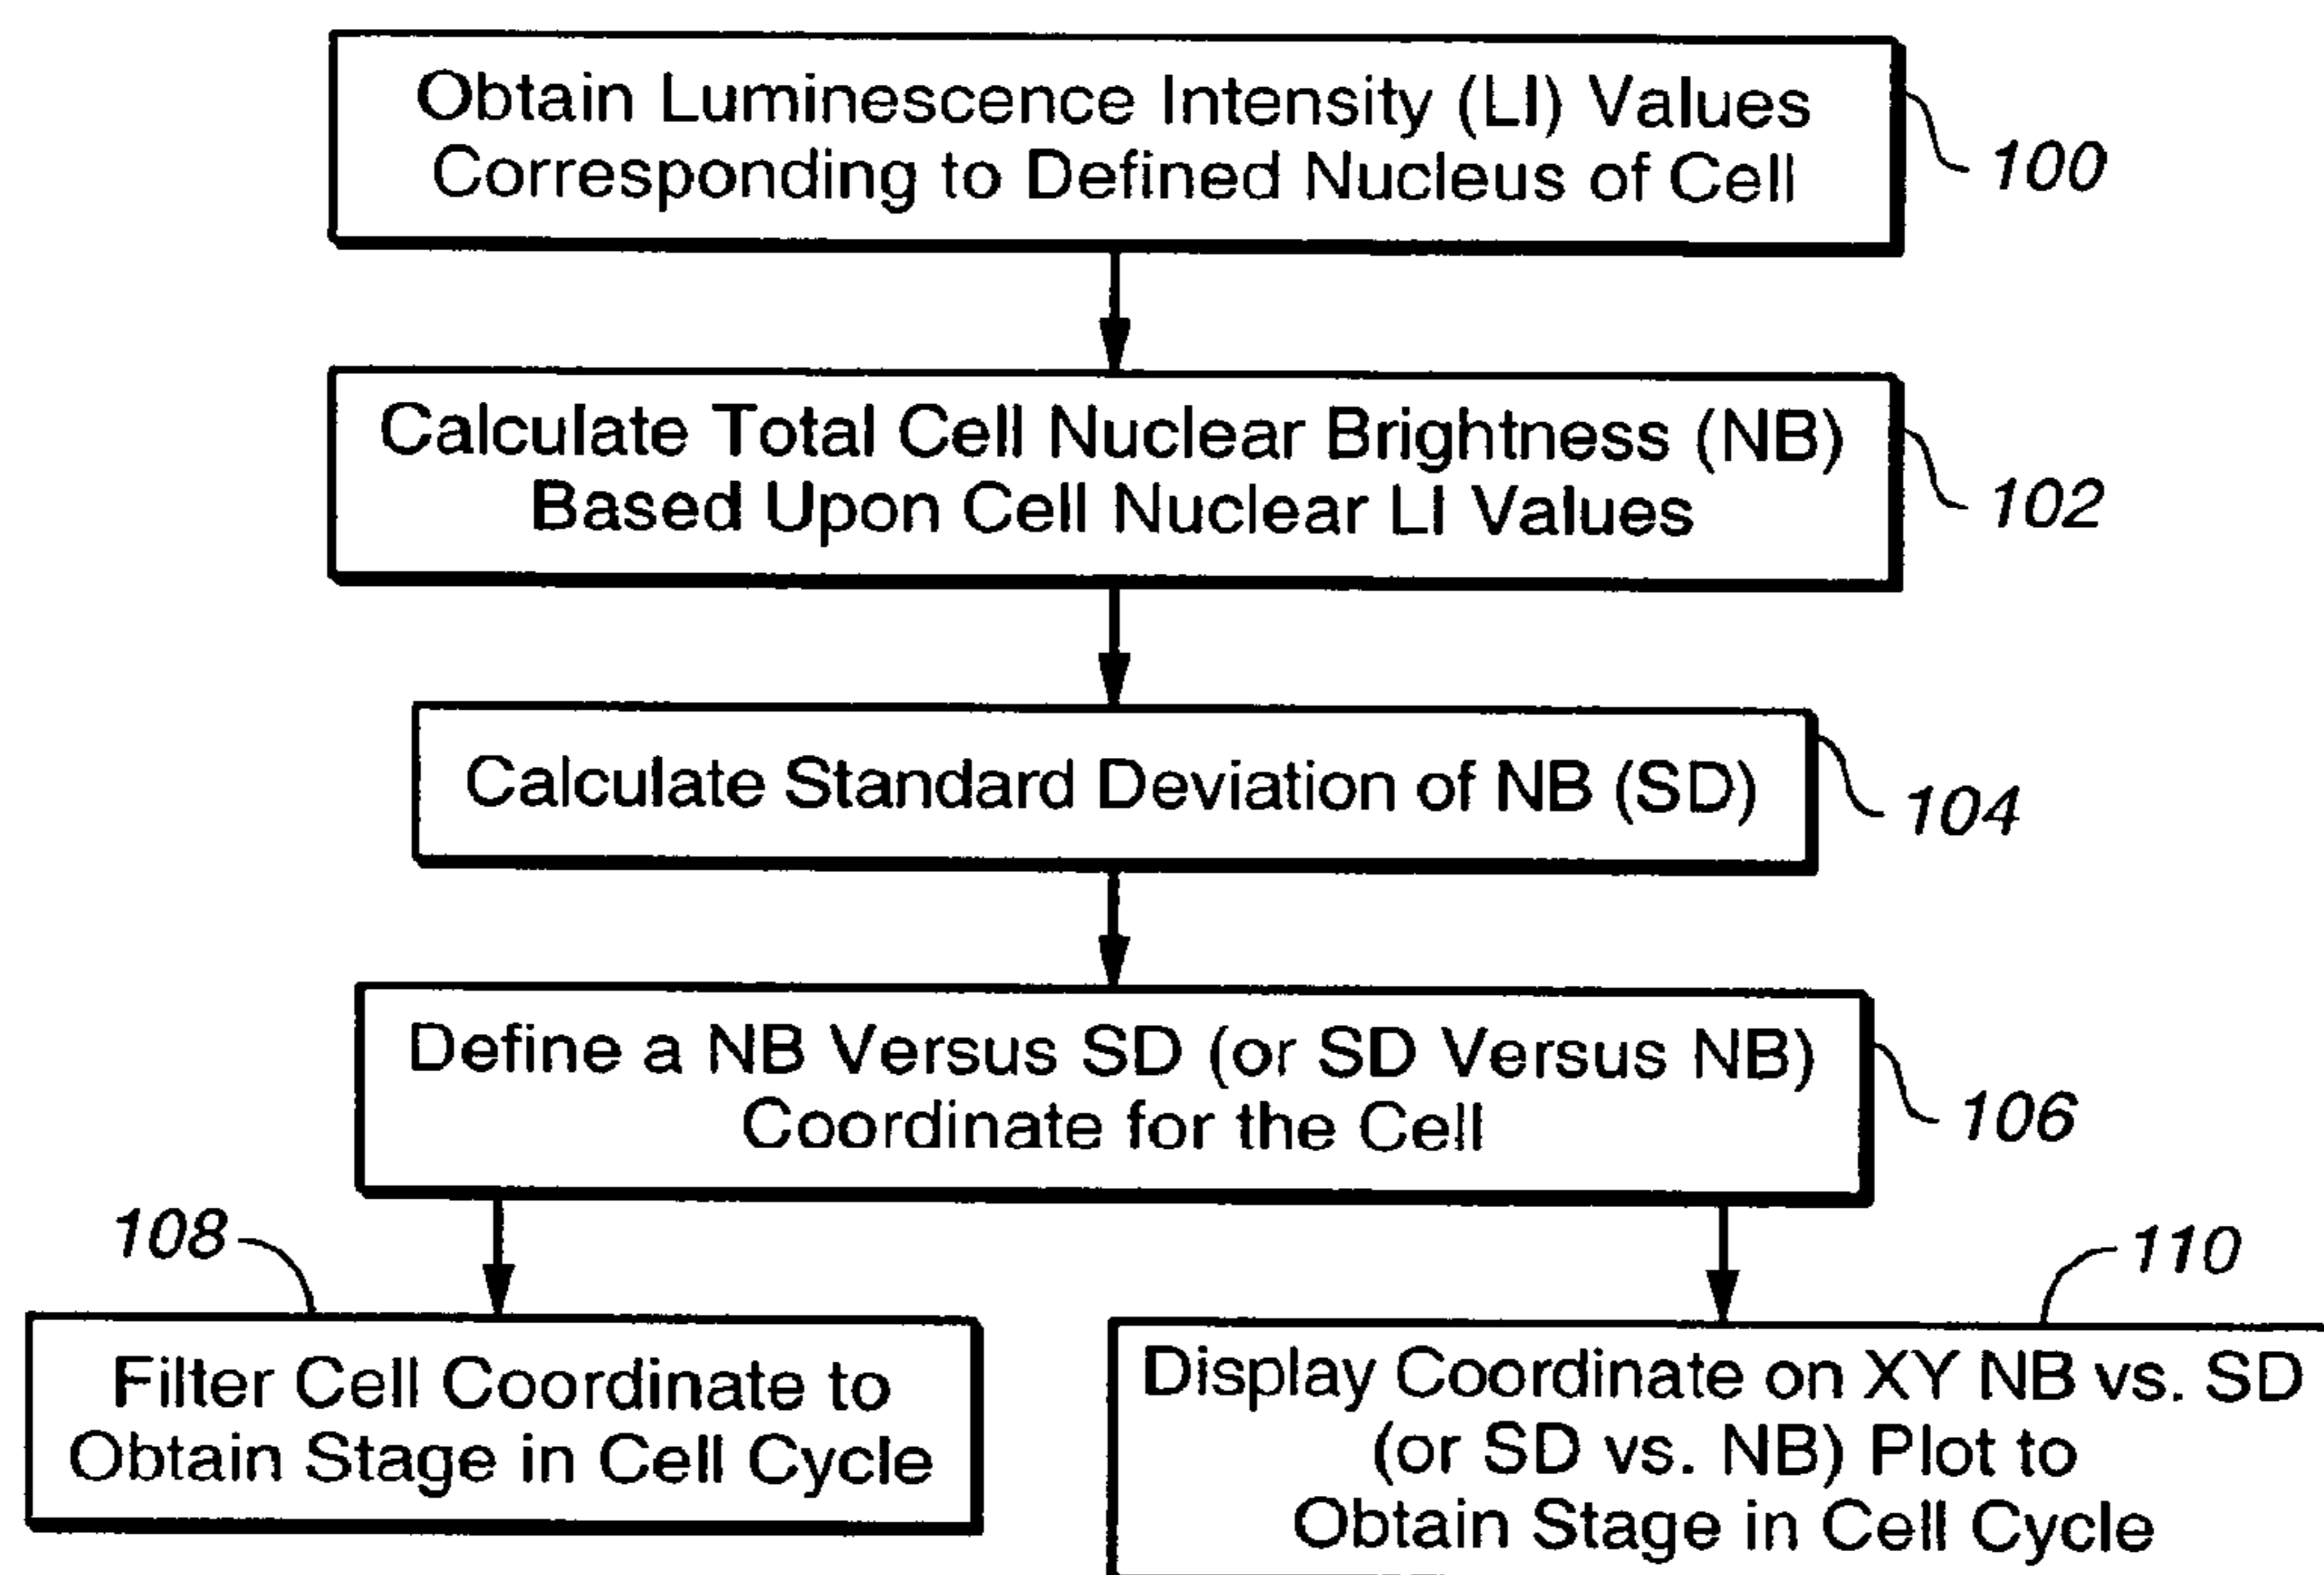 Obtain Luminescence Intensity (LI) Values
Corresponding to Defined Nucleus of Cell
100
Calculate Total Cell Nuclear Brightness (NB)
Based Upon Cell Nuclear LI Values
102
Calculate Standard Deviation of NB (SD)
104
Define a NB Versus SD (or SD Versus NB)
Coordinate for the Cell
106
108
Filter Cell Coordinate to
Obtain Stage in Cell Cycle
110
Display Coordinate on XY NB vs. SD
(or SD vs. NB) Plot to
Obtain Stage in Cell Cycle